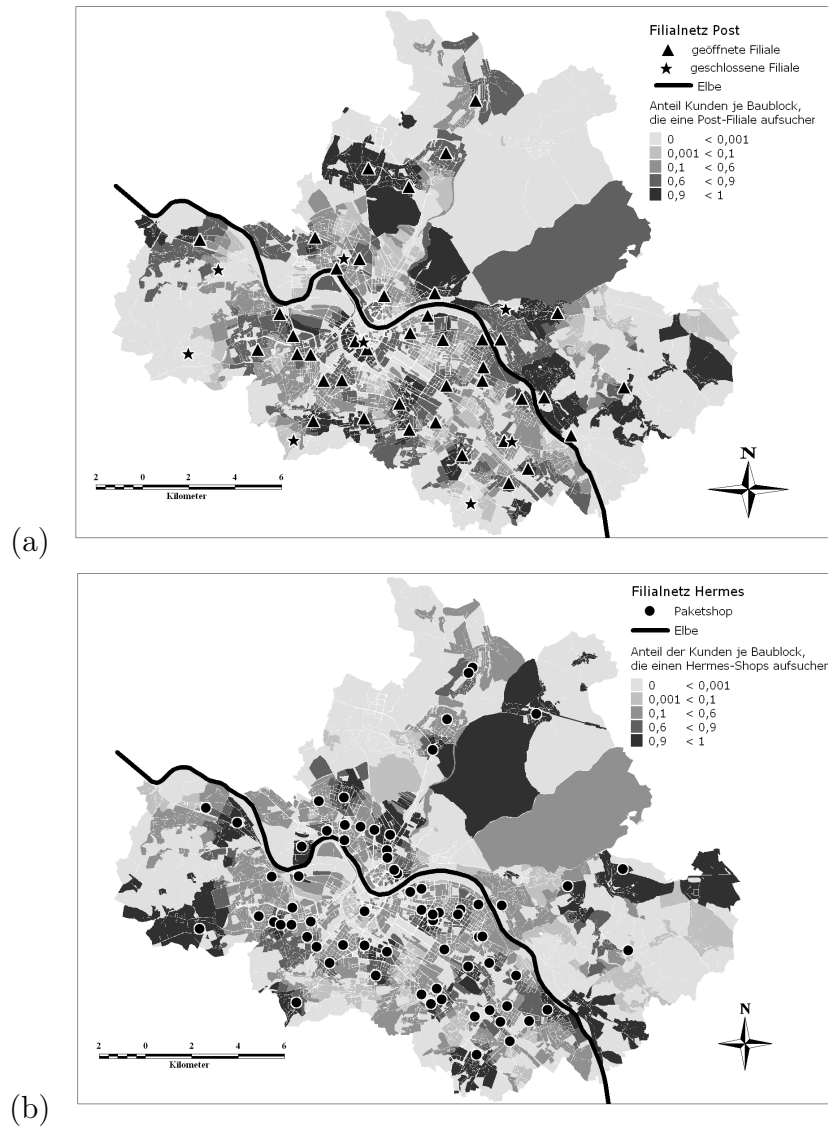 Filialnetz Post
geöffnete Filiale
geschlossene Filiale
Elbe
Anteil Kunden je Baublock,
die eine Post-Filiale aufsuchen
0 < 0,001
0,001 < 0,1
0,1 < 0,6
0,6 < 0,9
0,9 < 1
N
2 0 2 4 6
Kilometer
(a)
Filialnetz Hermes
Paketshop
Elbe
Anteil der Kunden je Baublock,
die einen Hermes-Shops aufsuchen
0 < 0,001
0,001 < 0,1
0,1 < 0,6
0,6 < 0,9
0,9 < 1
N
2 0 2 4 6
Kilometer
(b)